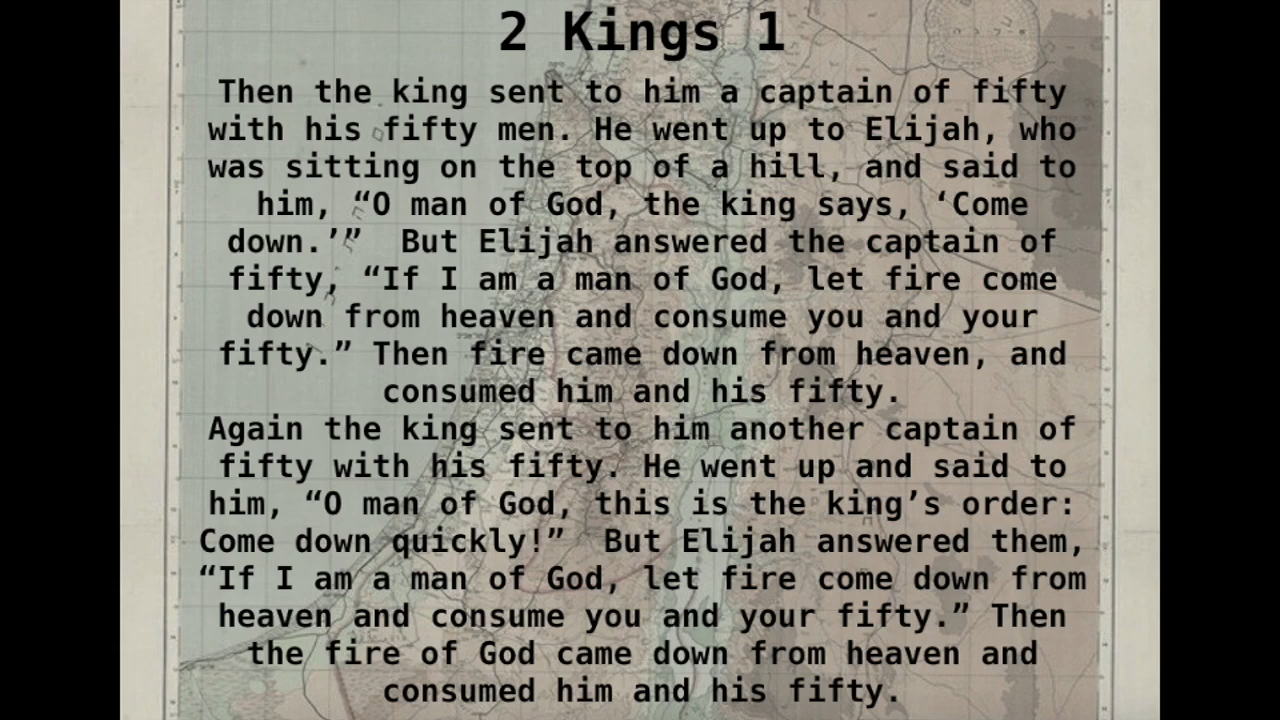 2 Kings 1
Then the king sent to him a captain of fifty
with his fifty men. He went up to Elijah, who
was sitting on the top of a hill, and said to
him, “O man of God, the king says, ‘Come
down.’”  But Elijah answered the captain of
fifty, “If I am a man of God, let fire come
down from heaven and consume you and your
fifty.” Then fire came down from heaven, and
consumed him and his fifty.
Again the king sent to him another captain of
fifty with his fifty. He went up and said to
him, “O man of God, this is the king’s order:
Come down quickly!”  But Elijah answered them,
“If I am a man of God, let fire come down from
heaven and consume you and your fifty.” Then
the fire of God came down from heaven and
consumed him and his fifty.